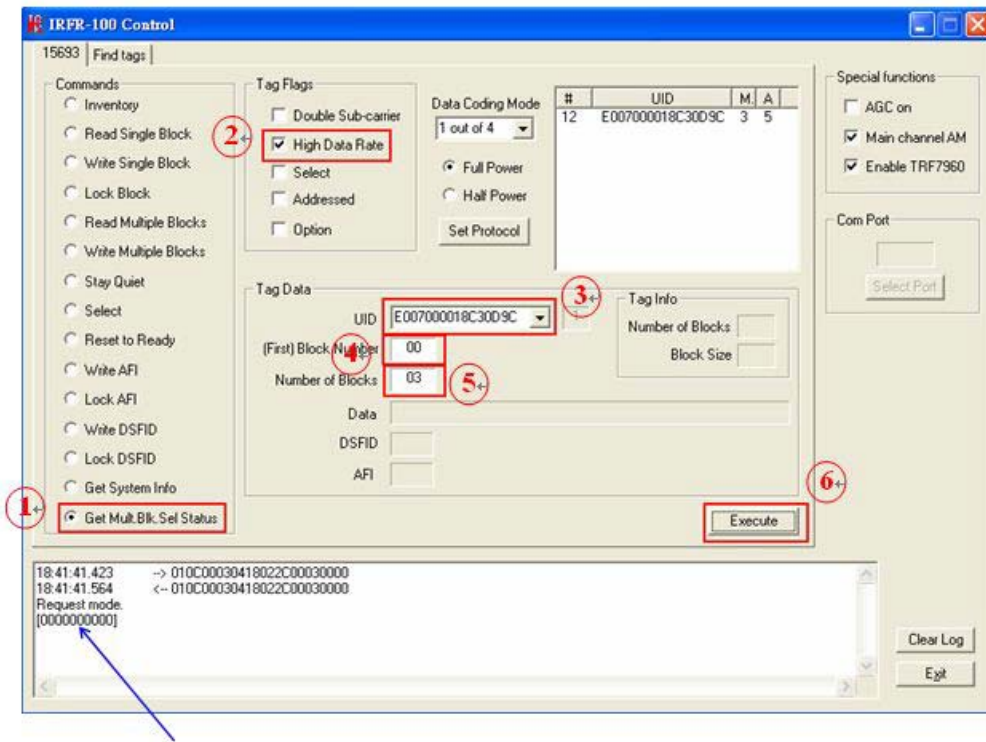 IRFR-100 Control
15693 Find tags
Commands
Inventory
Read Single Block
Write Single Block
Lock Block
Read Multiple Blocks
Write Multiple Blocks
Stay Quiet
Select
Reset to Ready
Write AFI
Lock AFI
Write DSFID
Lock DSFID
Get System Info
1
Get Mult.Blk.Sel Status
Tag Flags
Double Sub-carrier
2
High Data Rate
Select
Addressed
Option
Data Coding Mode
1 out of 4
Full Power
Half Power
Set Protocol
# UID M. A
12 E007000018C30D9C 3 5
Special functions
AGC on
Main channel AM
Enable TRF7960
Com Port
Select Port
Tag Data
UID E007000018C30D9C
3
(First) Block Number 00
4
Number of Blocks 03
5
Data
DSFID
AFI
Tag Info
Number of Blocks
Block Size
6
Execute
18:41:41.423 --> 010C00030418022C00030000
18:41:41.564 <-- 010C00030418022C00030000
Request mode.
[0000000000]
Clear Log
Exit